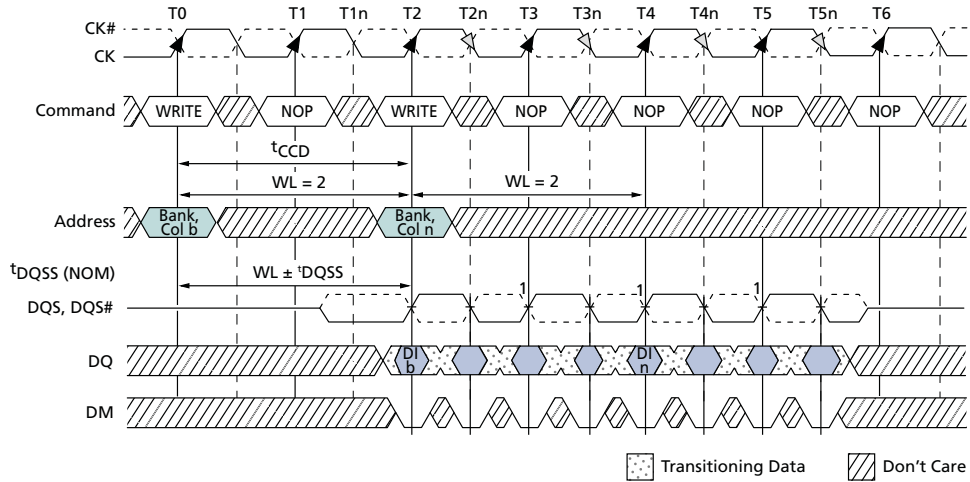 T0 T1 T1n T2 T2n T3 T3n T4 T4n T5 T5n T6
CK#
CK
Command WRITE NOP WRITE NOP NOP NOP NOP
tCCD
WL = 2 WL = 2
Address Bank, Col b Bank, Col n
tDQSS (NOM)
WL ± tDQSS
DQS, DQS# 1 1 1
DQ DI b DI n
DM
Transitioning Data Don't Care